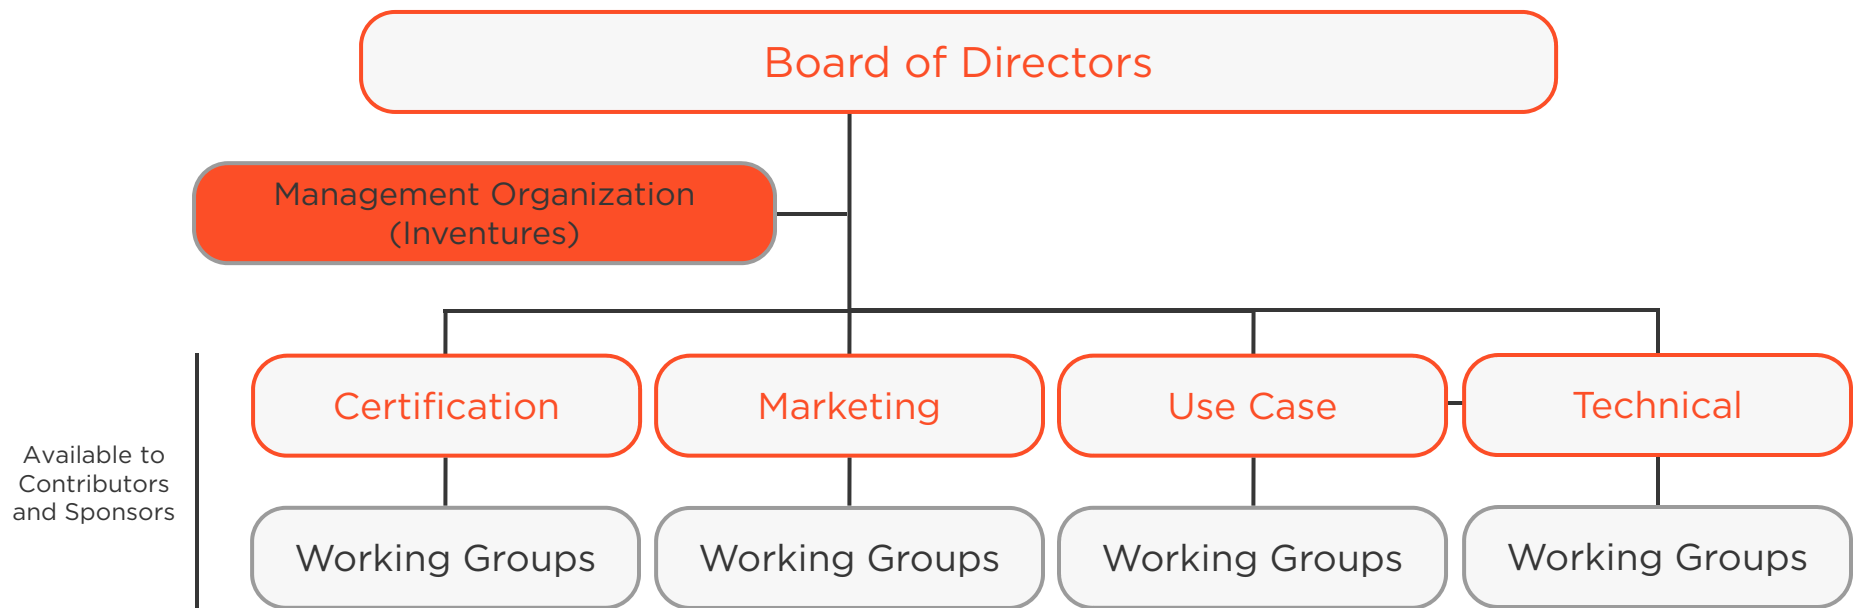 Board of Directors
Management Organization
(Inventures)
Certification
Marketing
Use Case
Technical
Available to
Contributors
and Sponsors
Working Groups
Working Groups
Working Groups
Working Groups